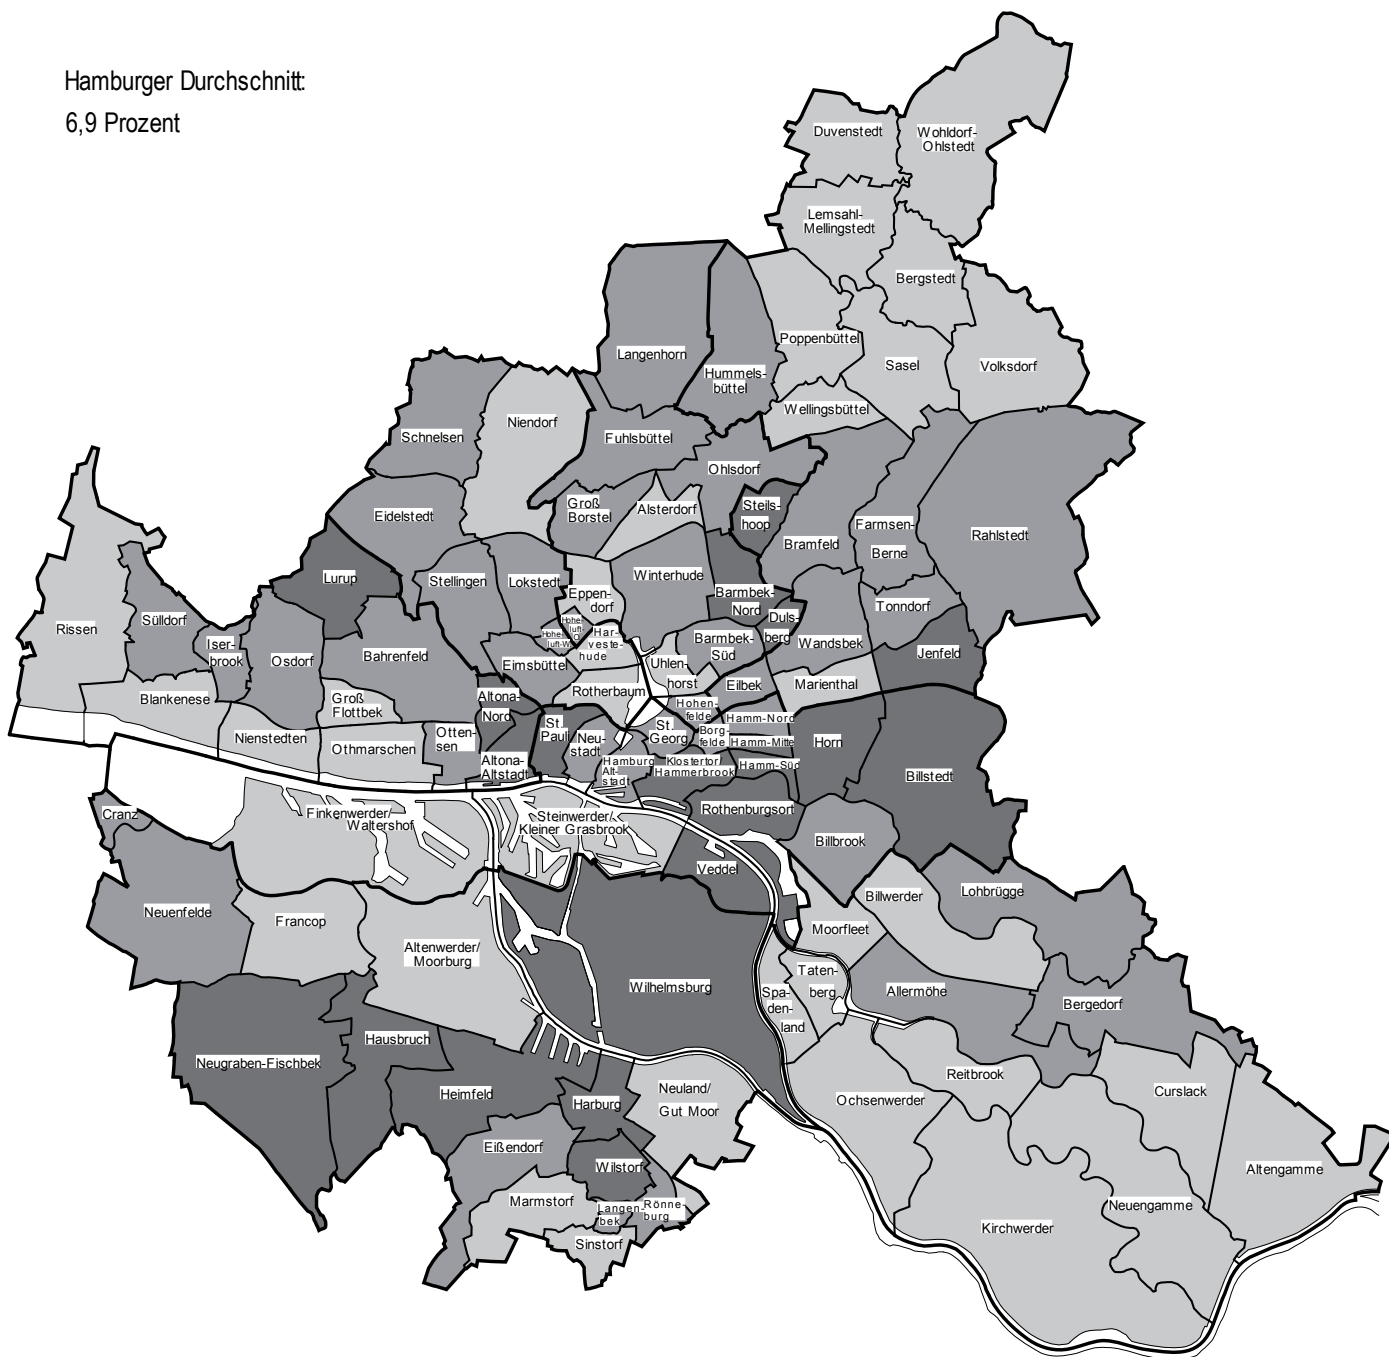 Hamburger Durchschnitt:
6,9 Prozent
Duvenstedt
Wohldorf-
Ohlstedt
Lemsahl-
Mellingstedt
Bergstedt
Poppenbüttel
Sasel
Volksdorf
Langenhorn
Hummels-
büttel
Wellingsbüttel
Niendorf
Schnelsen
Fuhlsbüttel
Ohlsdorf
Eidelstedt
Groß
Borstel
Alsterdorf
Steils-
hoop
Bramfeld
Farmsen-
Berne
Rahlstedt
Lurup
Stellingen
Lokstedt
Eppen-
dorf
Winterhude
Barmbek-
Nord
Duls-
berg
Tonndorf
Rissen
Sülldorf
Iser-
brook
Osdorf
Bahrenfeld
Eimsbüttel
Hohe-
luft-
O.
Hohe-
luft-W.
Har-
veste-
hude
Uhlen-
horst
Barmbek-
Süd
Wandsbek
Jenfeld
Blankenese
Groß
Flottbek
Altona-
Nord
Rotherbaum
Hohen-
felde
Eilbek
Marienthal
Nienstedten
Othmarschen
Otten-
sen
Altona-
Altstadt
St.
Pauli
Neu-
stadt
St.
Georg
Borg-
felde
Hamm-Nord
Hamm-Mitte
Hamm-Süd
Horn
Billstedt
Hamburg
Alt-
stadt
Klostertor
Hammerbrook
Rothenburgsort
Billbrook
Cranz
Finkenwerder/
Waltershof
Steinwerder/
Kleiner Grasbrook
Veddel
Billwerder
Lohbrügge
Neuenfelde
Francop
Altenwerder/
Moorburg
Moorfleet
Wilhelmsburg
Spa-
den-
land
Taten-
berg
Allermöhe
Bergedorf
Neugraben-Fischbek
Hausbruch
Heimfeld
Harburg
Neuland/
Gut Moor
Ochsenwerder
Reitbrook
Curslack
Altengamme
Eißendorf
Wilstorf
Marmstorf
Langen-
bek
Rönne-
burg
Sinstorf
Kirchwerder
Neuengamme